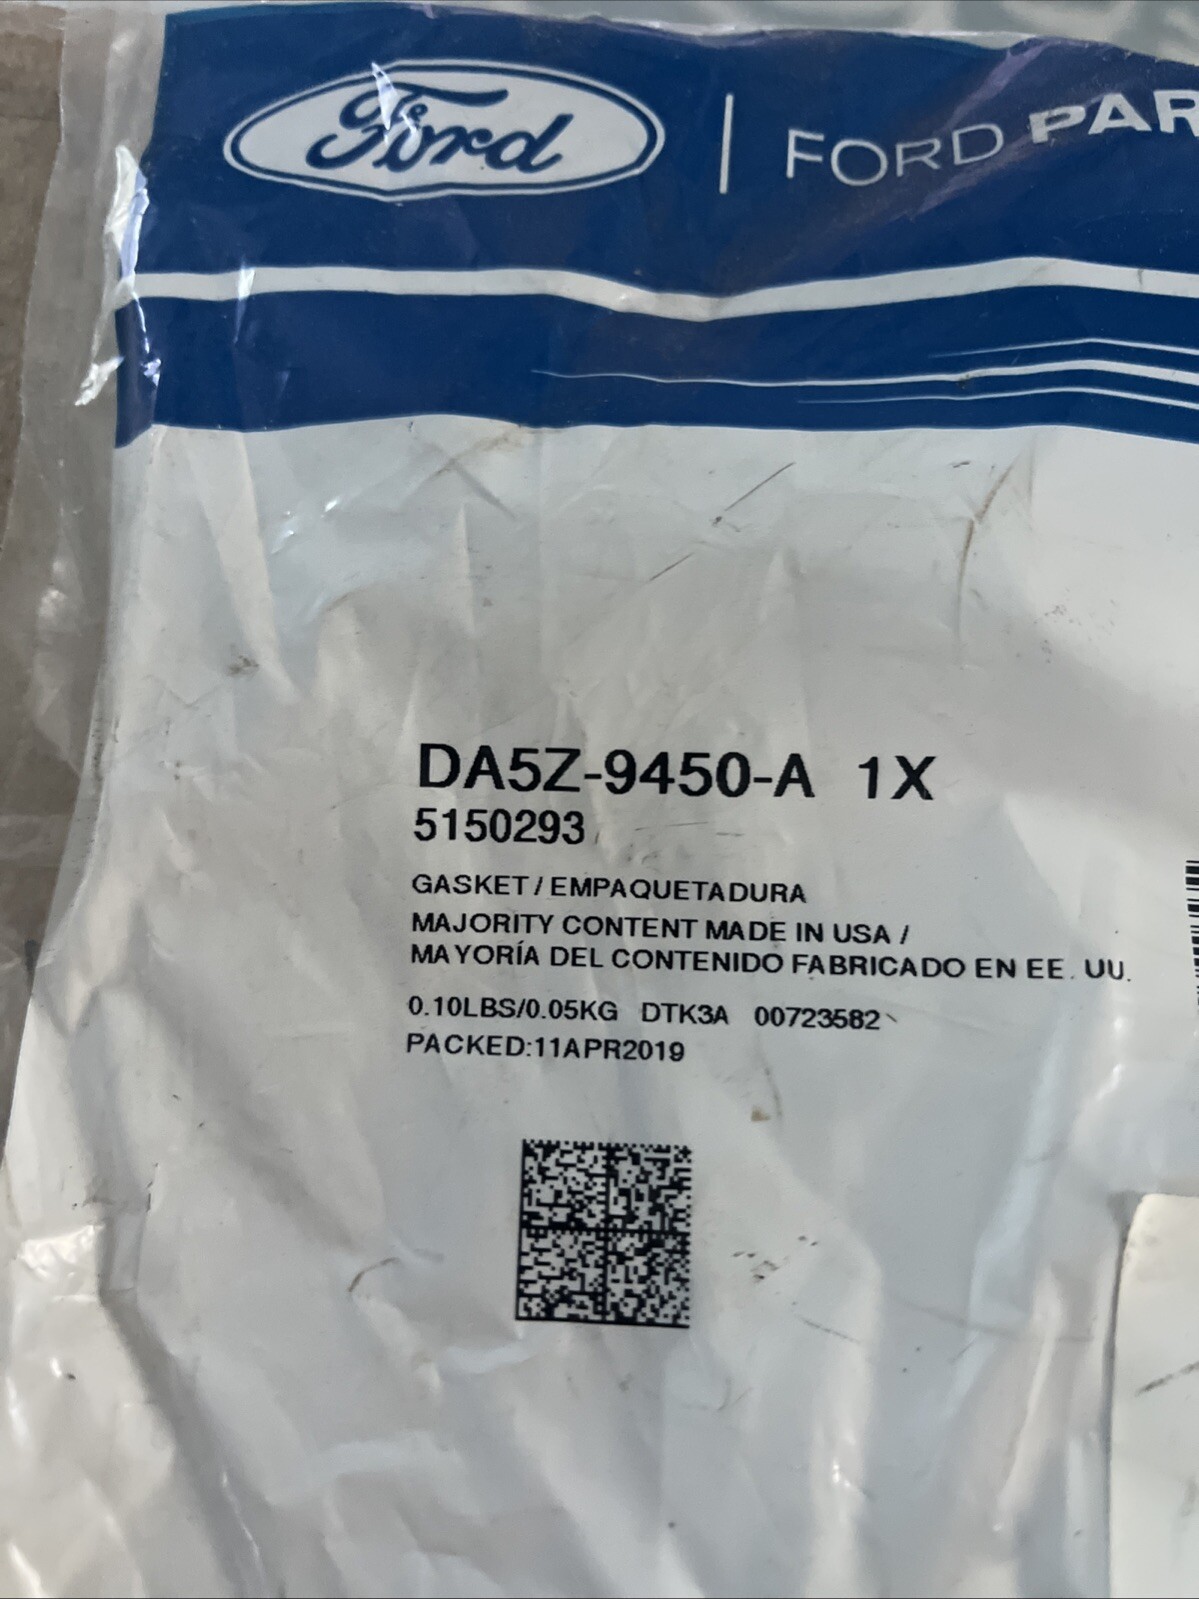 Ford | FORD PAR
DA5Z-9450-A 1X
5150293
GASKET / EMPAQUETADURA
MAJORITY CONTENT MADE IN USA /
MAYORÍA DEL CONTENIDO FABRICADO EN EE. UU.
0.10LBS/0.05KG DTK3A 00723582
PACKED:11APR2019